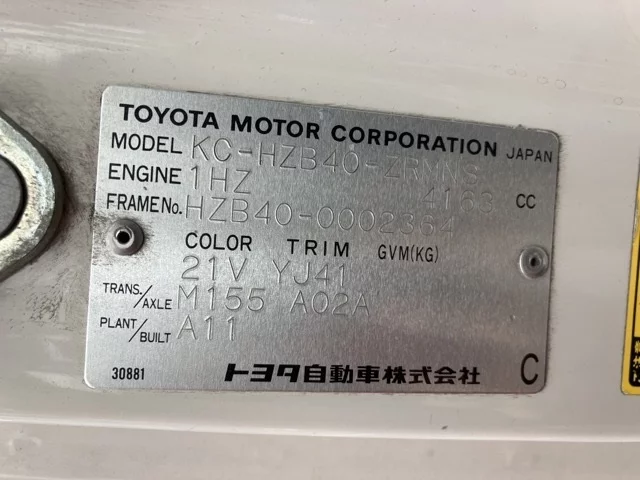 TOYOTA MOTOR CORPORATION JAPAN
MODEL KC-HZB40-ZRNNS
ENGINE 1HZ 4163 CC
FRAME No. HZB40-0002364
COLOR TRIM GVM(KG)
21V YJ41
TRANS./AXLE M155 A02A
PLANT/BUILT A11
30881 トヨタ自動車株式会社 C